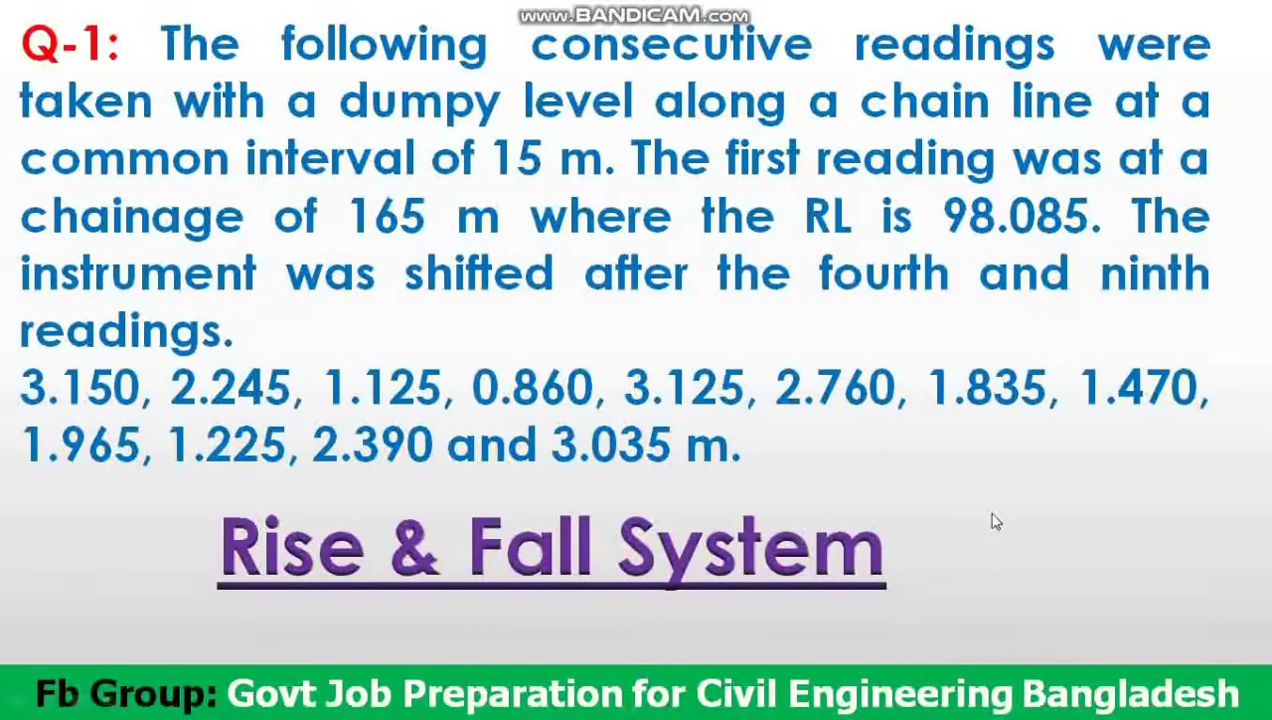 www.BANDICAM.com
Q-1: The following consecutive readings were
taken with a dumpy level along a chain line at a
common interval of 15 m. The first reading was at a
chainage of 165 m where the RL is 98.085. The
instrument was shifted after the fourth and ninth
readings.
3.150, 2.245, 1.125, 0.860, 3.125, 2.760, 1.835, 1.470,
1.965, 1.225, 2.390 and 3.035 m.
Rise & Fall System
Fb Group: Govt Job Preparation for Civil Engineering Bangladesh